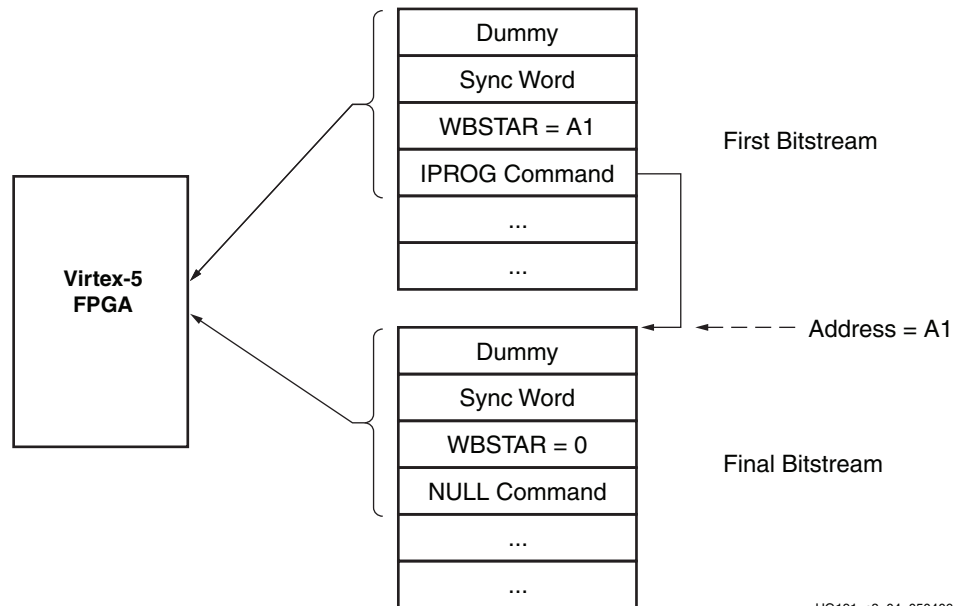 Dummy
Sync Word
WBSTAR = A1
IPROG Command
...
...
First Bitstream
Virtex-5
FPGA
Address = A1
Dummy
Sync Word
WBSTAR = 0
NULL Command
...
...
Final Bitstream